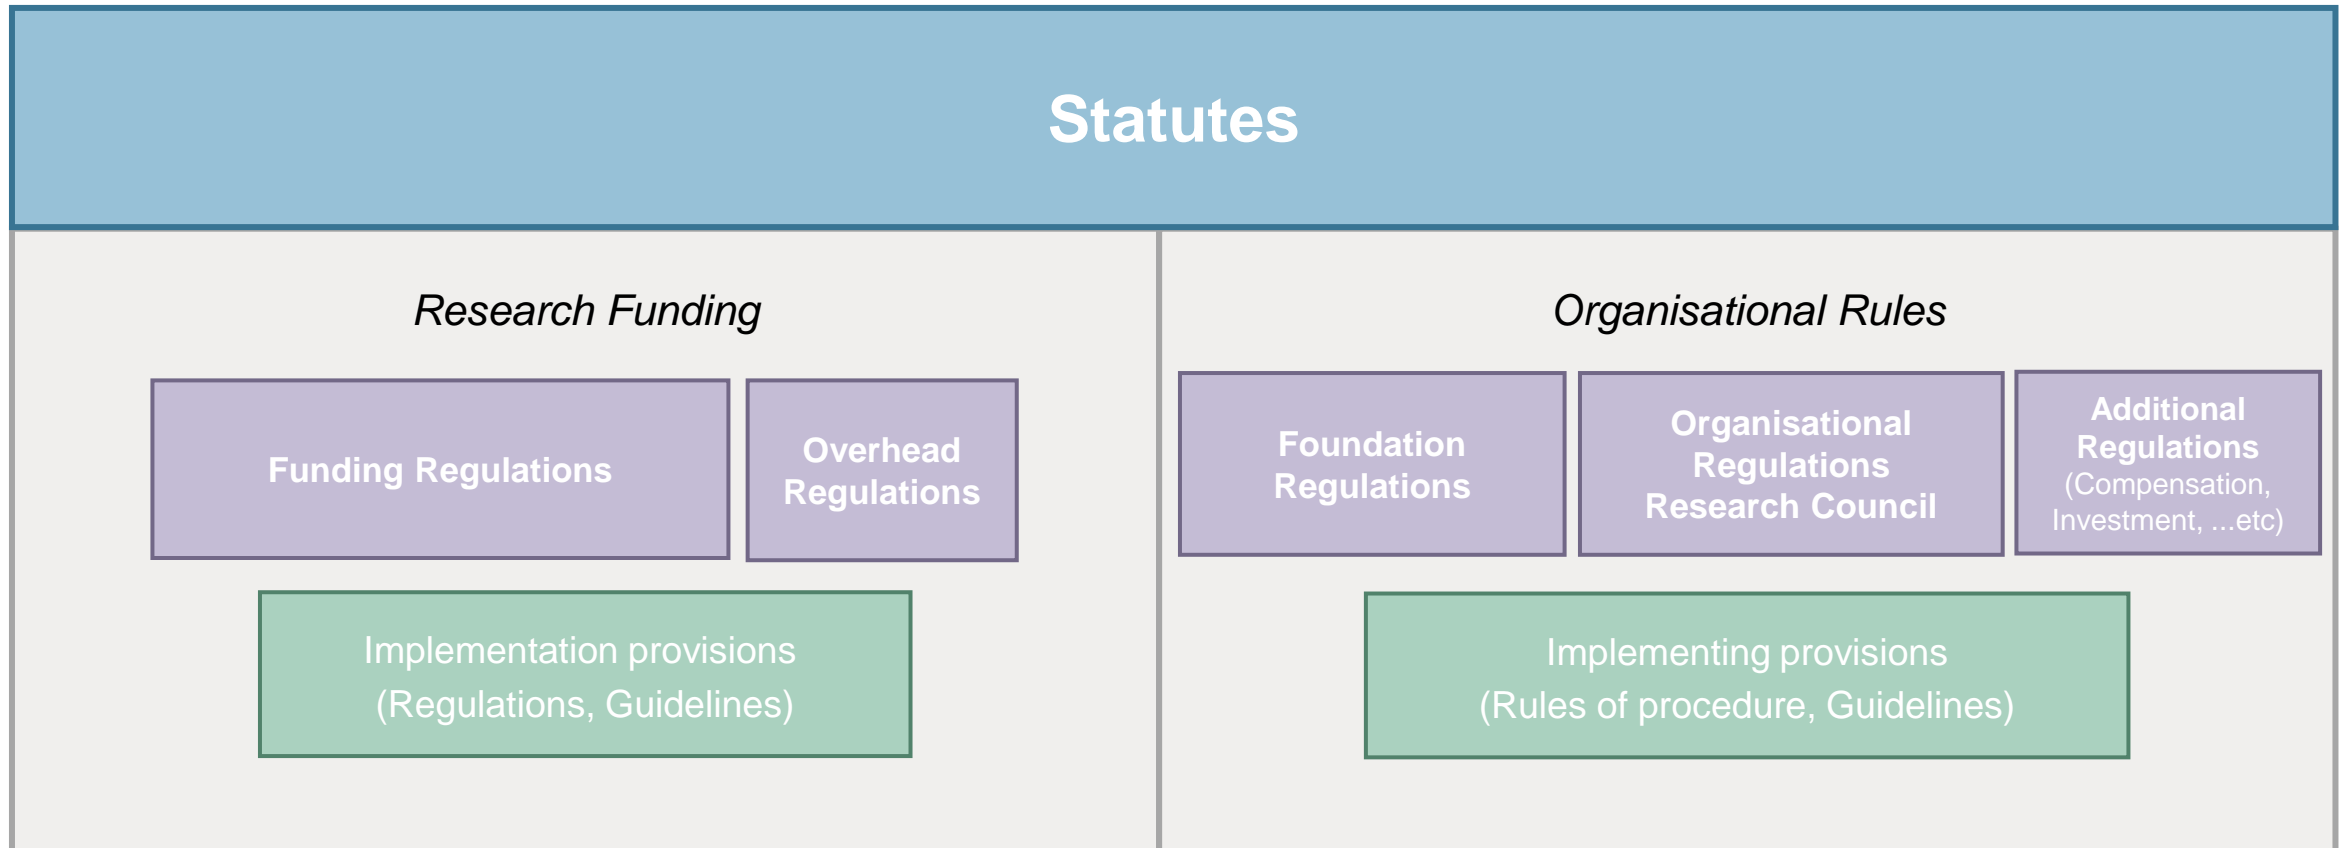 Statutes
Research Funding
Funding Regulations
Overhead
Regulations
Implementation provisions
(Regulations, Guidelines)
Organisational Rules
Foundation
Regulations
Organisational
Regulations
Research Council
Additional
Regulations
(Compensation,
Investment, ...etc)
Implementing provisions
(Rules of procedure, Guidelines)